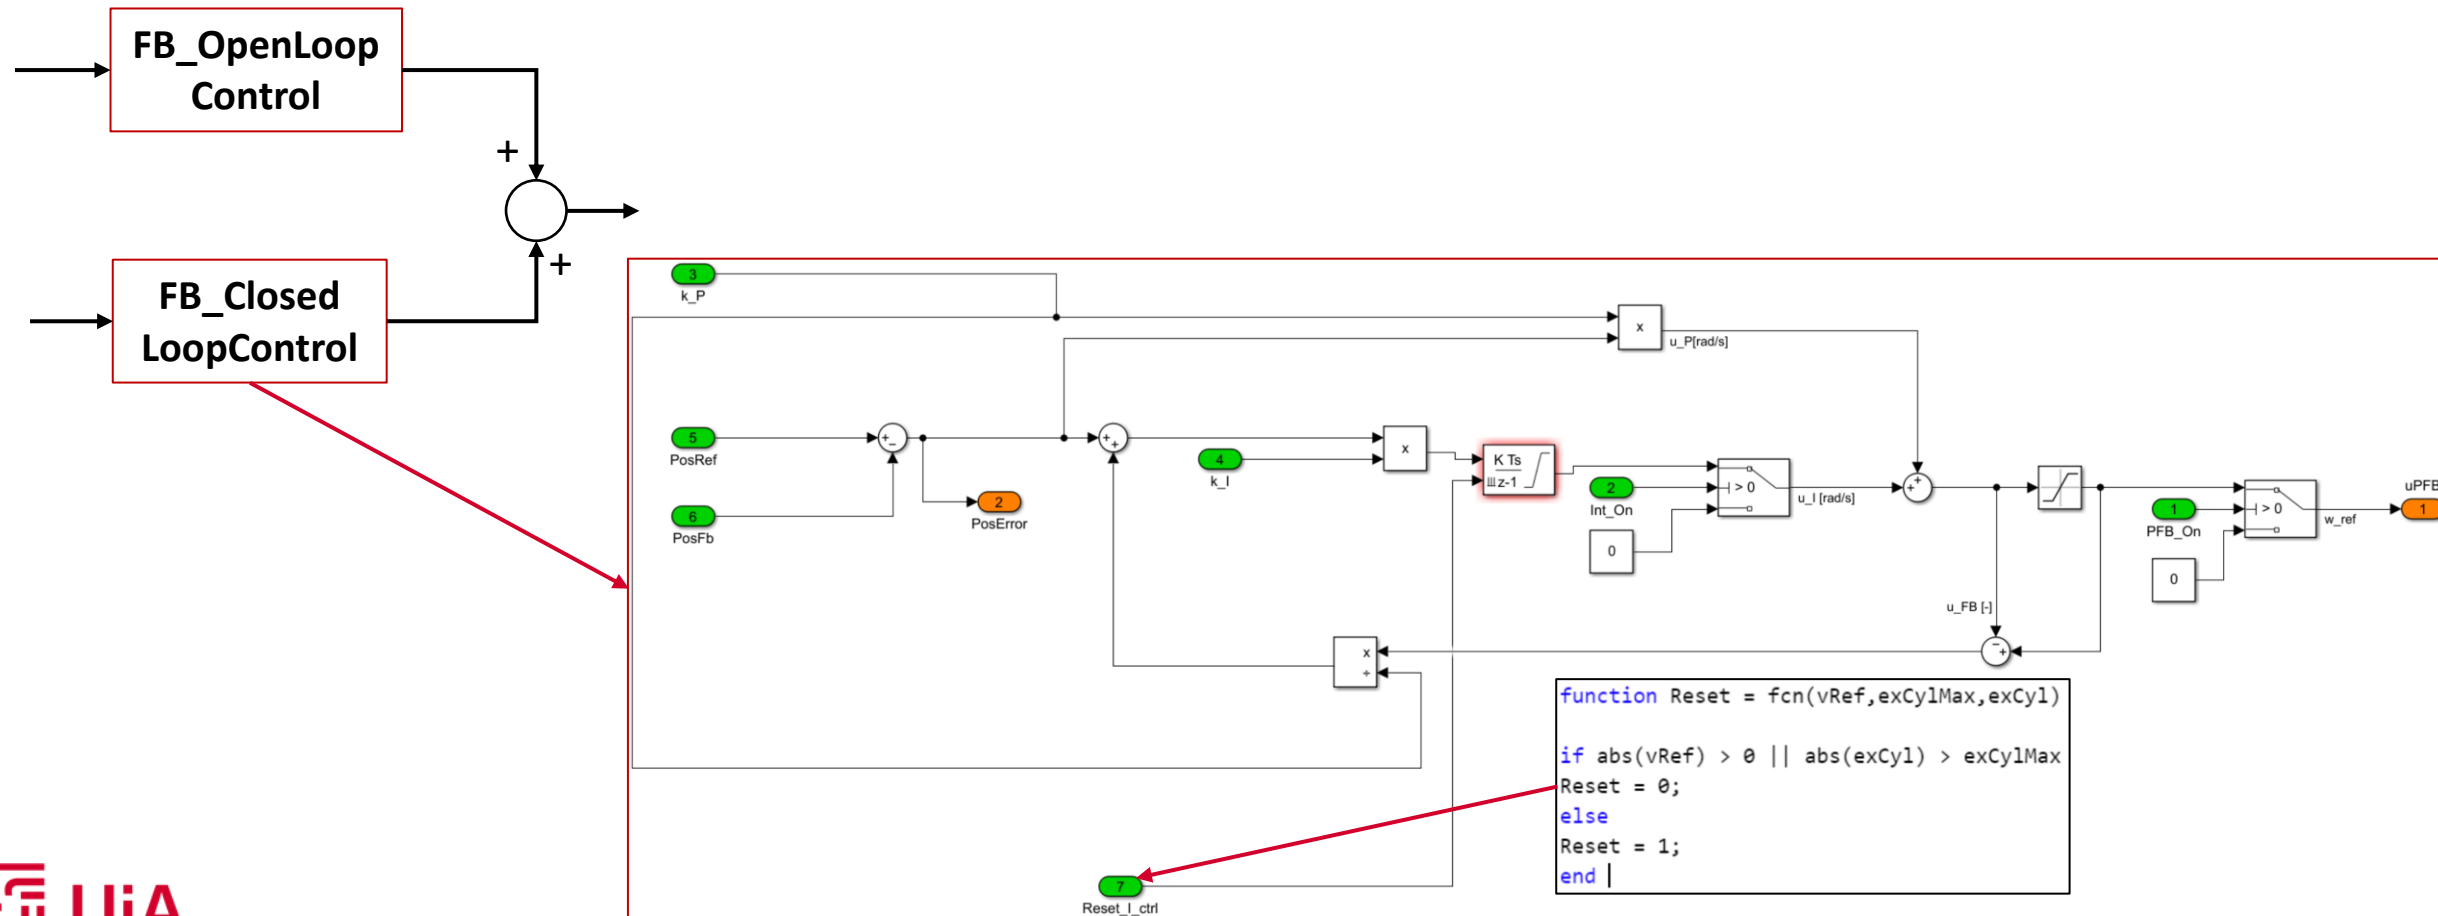 FB_OpenLoop
Control
+
+
FB_Closed
LoopControl
3
k_P
x
u_P[rad/s]
5
PosRef
+
−
+
+
4
k_I
x
K Ts
z-1
2
Int_On
> 0
u_I [rad/s]
+
+
0
6
PosFb
2
PosError
1
PFB_On
> 0
w_ref
uPFB
1
0
u_FB [-]
−
+
x
÷
function Reset = fcn(vRef,exCylMax,exCyl)
if abs(vRef) > 0 || abs(exCyl) > exCylMax
Reset = 0;
else
Reset = 1;
end
7
Reset_I_ctrl
UiA